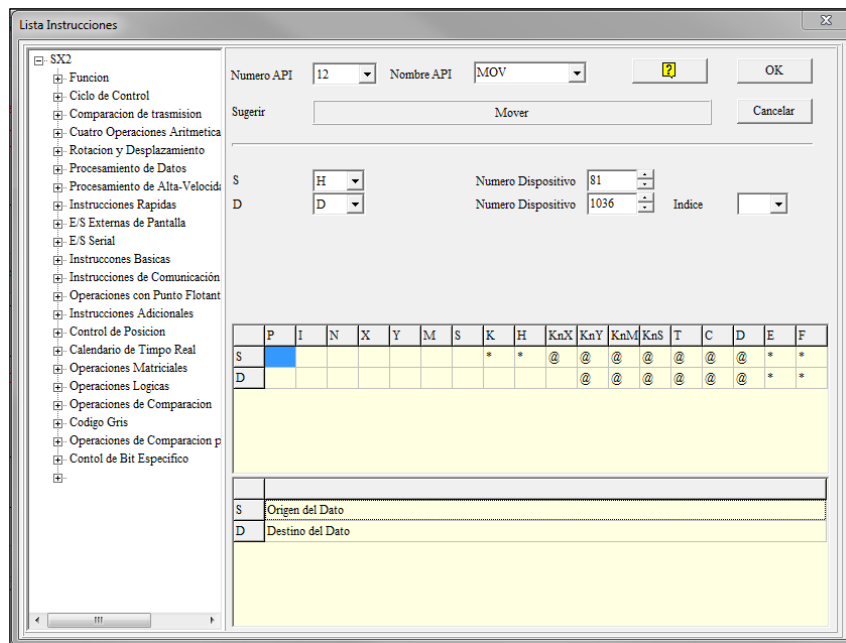 Lista Instrucciones
SX2
Funcion
Ciclo de Control
Comparacion de trasmision
Cuatro Operaciones Aritmetica
Rotacion y Desplazamiento
Procesamiento de Datos
Procesamiento de Alta-Velocida
Instrucciones Rapidas
E/S Externas de Pantalla
E/S Serial
Instruccones Basicas
Instrucciones de Comunicación
Operaciones con Punto Flotant
Instrucciones Adicionales
Control de Posicion
Calendario de Timpo Real
Operaciones Matriciales
Operaciones Logicas
Operaciones de Comparacion
Codigo Gris
Operaciones de Comparacion p
Contol de Bit Especifico
Numero API 12 Nombre API MOV ? OK
Sugerir Mover Cancelar
S H Numero Dispositivo 81
D D Numero Dispositivo 1036 Indice
P I N X Y M S K H KnX KnY KnM KnS T C D E F
S * * @ @ @ @ @ @ @ * *
D @ @ @ @ @ @ * *
S Origen del Dato
D Destino del Dato